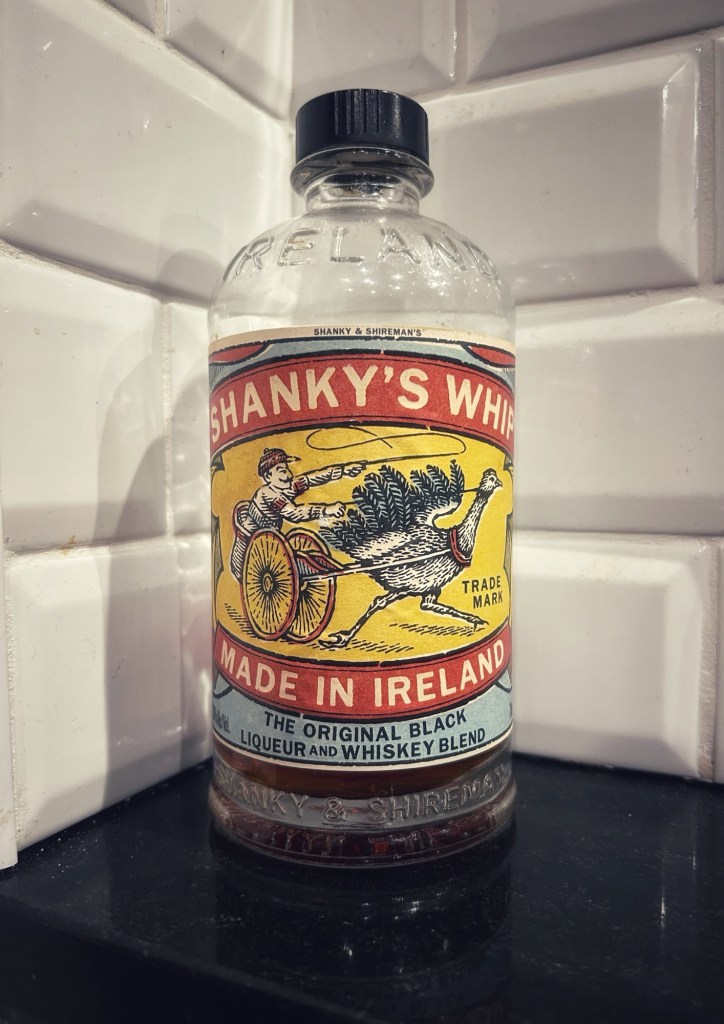 IRELAND
SHANKY & SHIREMAN'S
SHANKY'S WHIP
TRADE
MARK
MADE IN IRELAND
THE ORIGINAL BLACK
LIQUEUR AND WHISKEY BLEND
SHANKY & SHIREMAN